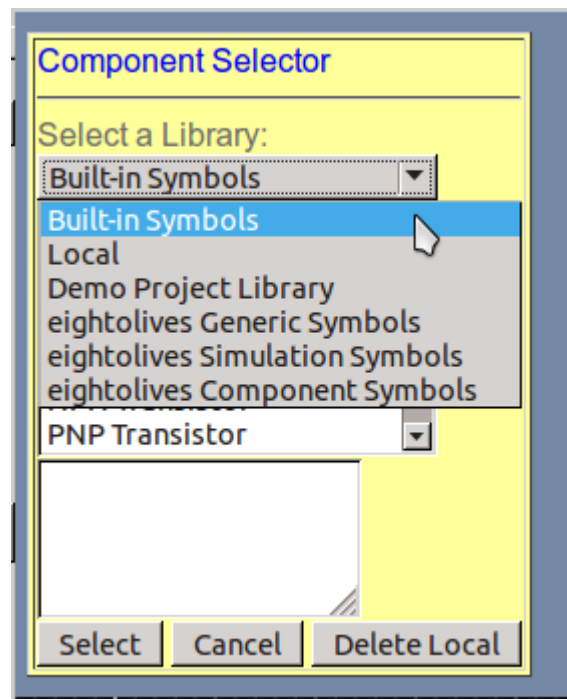 Component Selector
Select a Library:
Built-in Symbols
Built-in Symbols
Local
Demo Project Library
eightolives Generic Symbols
eightolives Simulation Symbols
eightolives Component Symbols
PNP Transistor
Select Cancel Delete Local